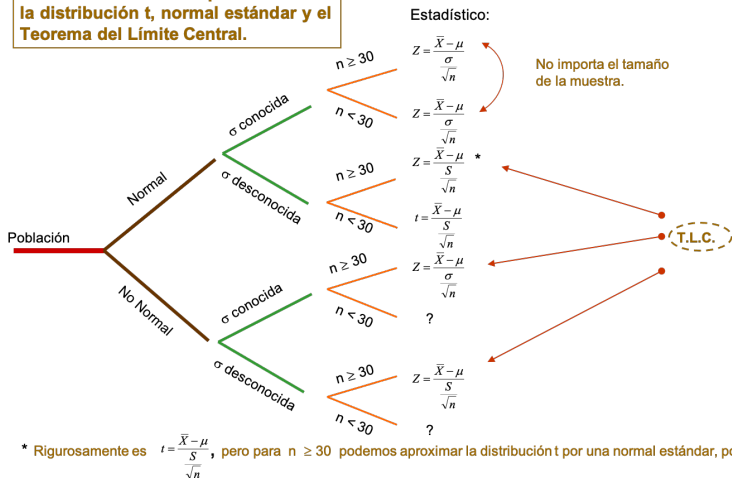 la distribución t, normal estándar y el
Teorema del Límite Central.
Estadístico:
Población
Normal
No Normal
σ conocida
σ desconocida
σ conocida
σ desconocida
n ≥ 30
Z = (X̄ − μ) / (σ / √n)
n < 30
Z = (X̄ − μ) / (σ / √n)
n ≥ 30
Z = (X̄ − μ) / (S / √n) *
n < 30
t = (X̄ − μ) / (S / √n)
n ≥ 30
Z = (X̄ − μ) / (σ / √n)
n < 30
?
n ≥ 30
Z = (X̄ − μ) / (S / √n)
n < 30
?
No importa el tamaño
de la muestra.
T.L.C.
* Rigurosamente es t = (X̄ − μ) / (S / √n) , pero para n ≥ 30 podemos aproximar la distribución t por una normal estándar,